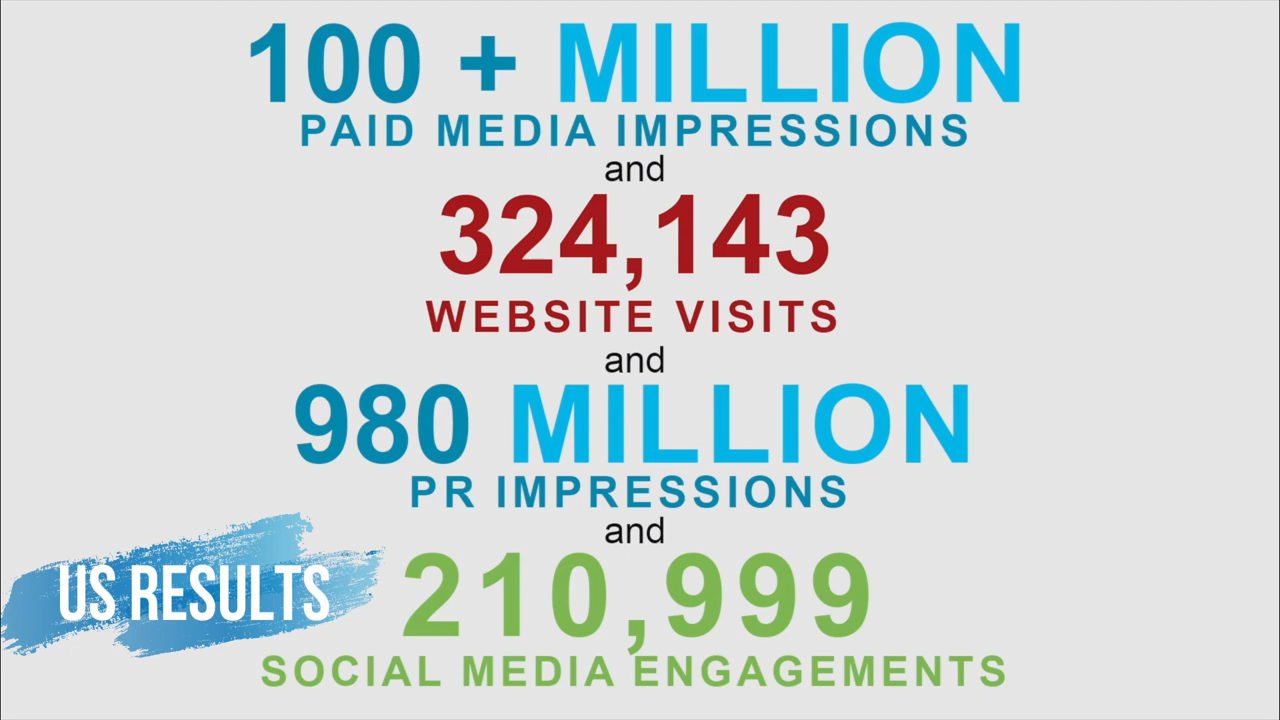 100 + MILLION
PAID MEDIA IMPRESSIONS
and
324,143
WEBSITE VISITS
and
980 MILLION
PR IMPRESSIONS
and
210,999
SOCIAL MEDIA ENGAGEMENTS
US RESULTS